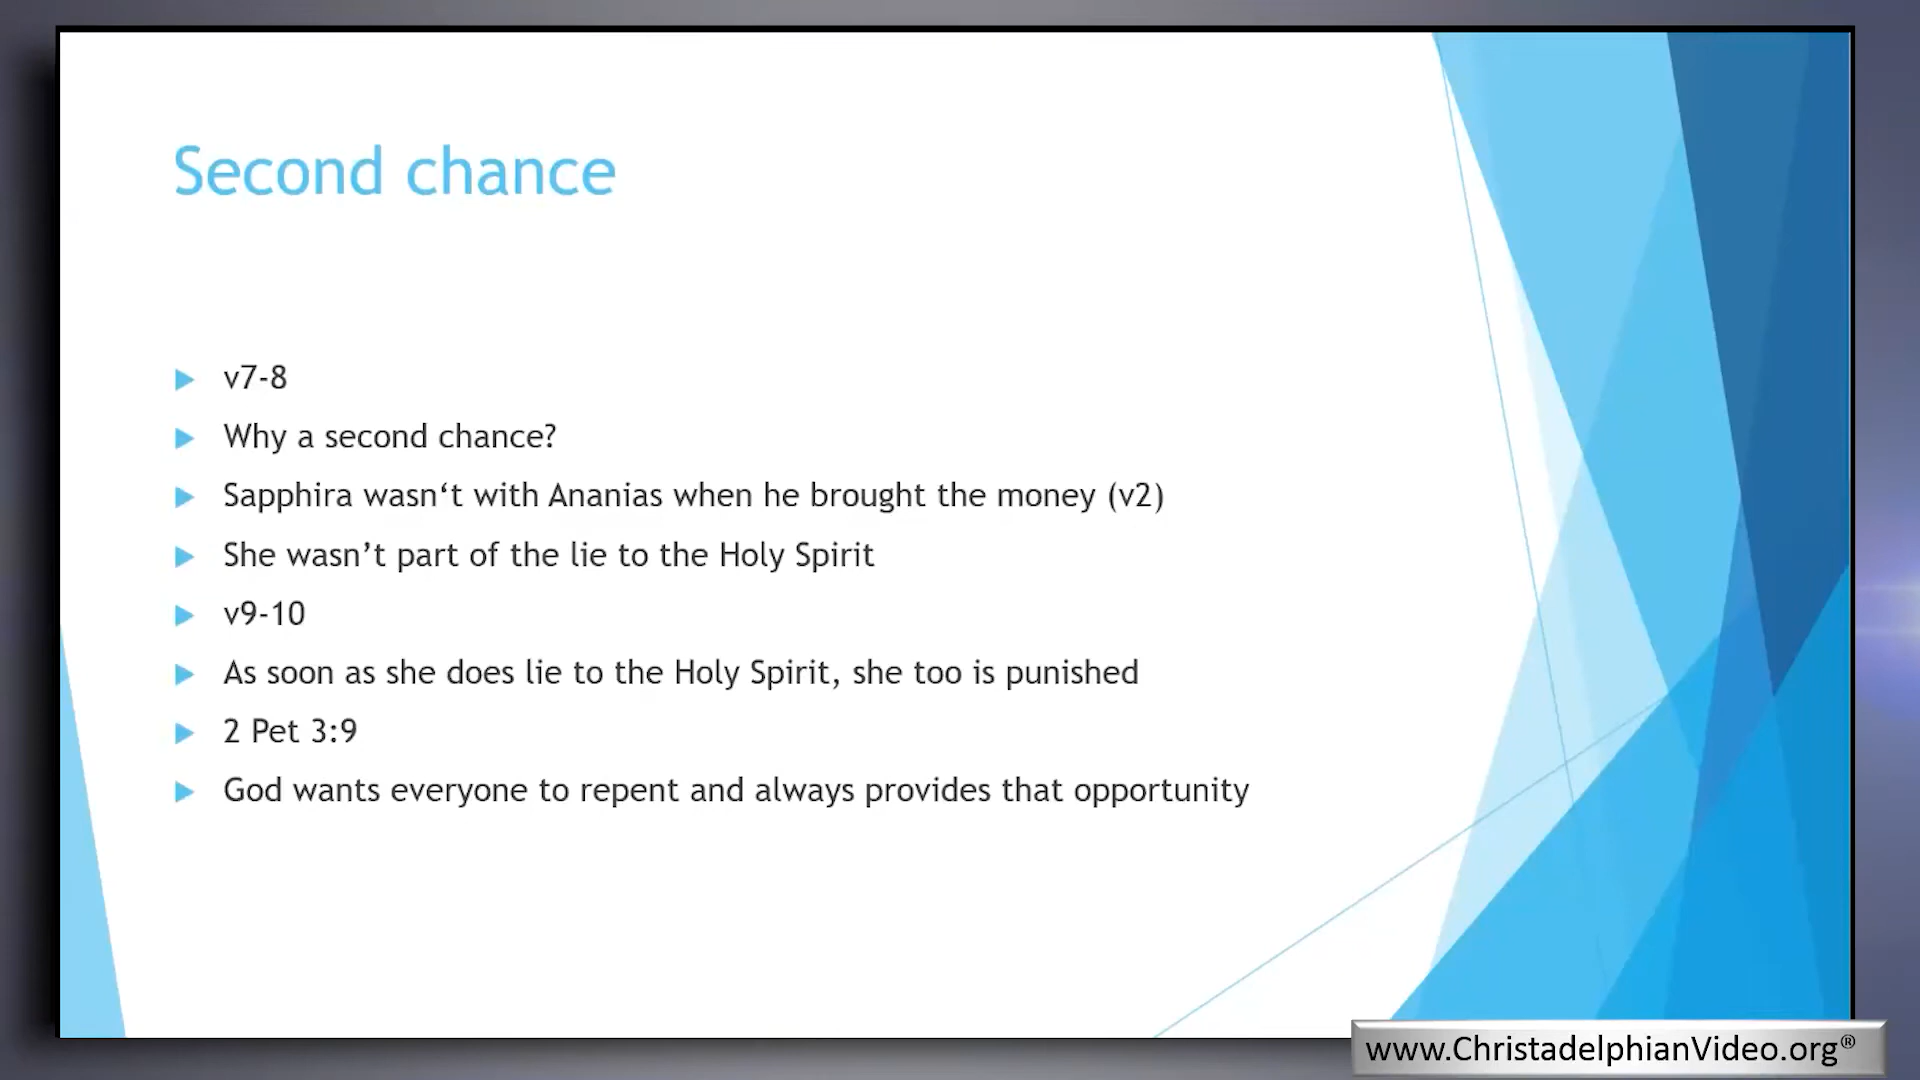 Second chance
v7-8
Why a second chance?
Sapphira wasn‘t with Ananias when he brought the money (v2)
She wasn’t part of the lie to the Holy Spirit
v9-10
As soon as she does lie to the Holy Spirit, she too is punished
2 Pet 3:9
God wants everyone to repent and always provides that opportunity
www.ChristadelphianVideo.org®